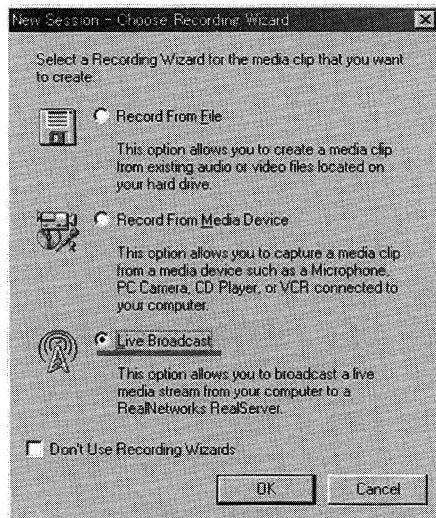 New Session - Choose Recording Wizard
Select a Recording Wizard for the media clip that you want
to create.
Record From File
This option allows you to create a media clip
from existing audio or video files located on
your hard drive.
Record From Media Device
This option allows you to capture a media clip
from a media device such as a Microphone,
PC Camera, CD Player, or VCR connected to
your computer.
Live Broadcast
This option allows you to broadcast a live
media stream from your computer to a
RealNetworks RealServer.
Don't Use Recording Wizards
OK
Cancel